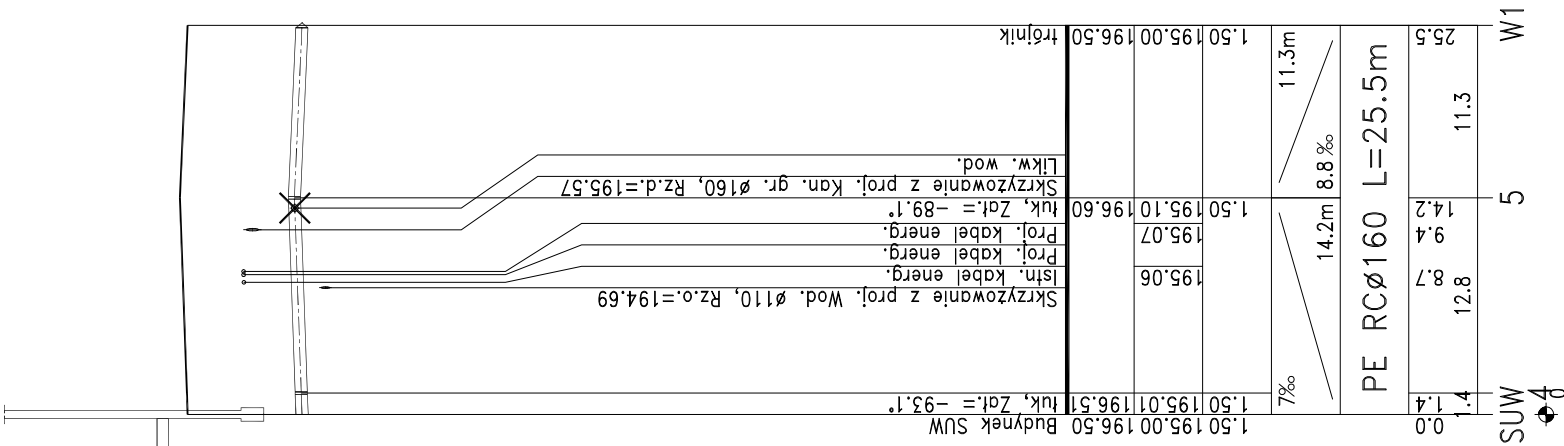 Budynek SUW
łuk, Zał.= -93.1°
Skrzyżowanie z proj. Wod. ø110, Rz.o.=194.69
Istn. kabel energ.
Proj. kabel energ.
Proj. kabel energ.
łuk, Zał.= -89.1°
Skrzyżowanie z proj. Kan. gr. ø160, Rz.d.=195.57
Likw. wod.
trójnik
196.50
196.51
196.60
196.50
195.00
195.01
195.06
195.07
195.10
195.00
1.50
1.50
1.50
1.50
7‰
14.2m
8.8‰
11.3m
PE RCø160 L=25.5m
0.0
1.4
8.7
9.4
14.2
25.5
1.4
12.8
11.3
SUW
4
5
W1
0